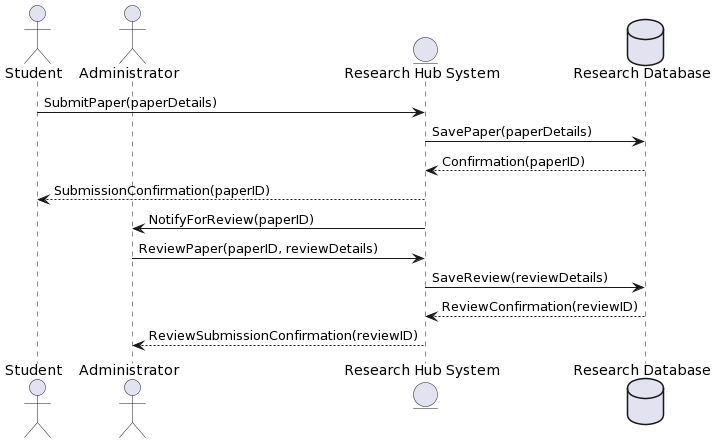 Student
Administrator
Research Hub System
Research Database
SubmitPaper(paperDetails)
SavePaper(paperDetails)
Confirmation(paperID)
SubmissionConfirmation(paperID)
NotifyForReview(paperID)
ReviewPaper(paperID, reviewDetails)
SaveReview(reviewDetails)
ReviewConfirmation(reviewID)
ReviewSubmissionConfirmation(reviewID)
Student
Administrator
Research Hub System
Research Database